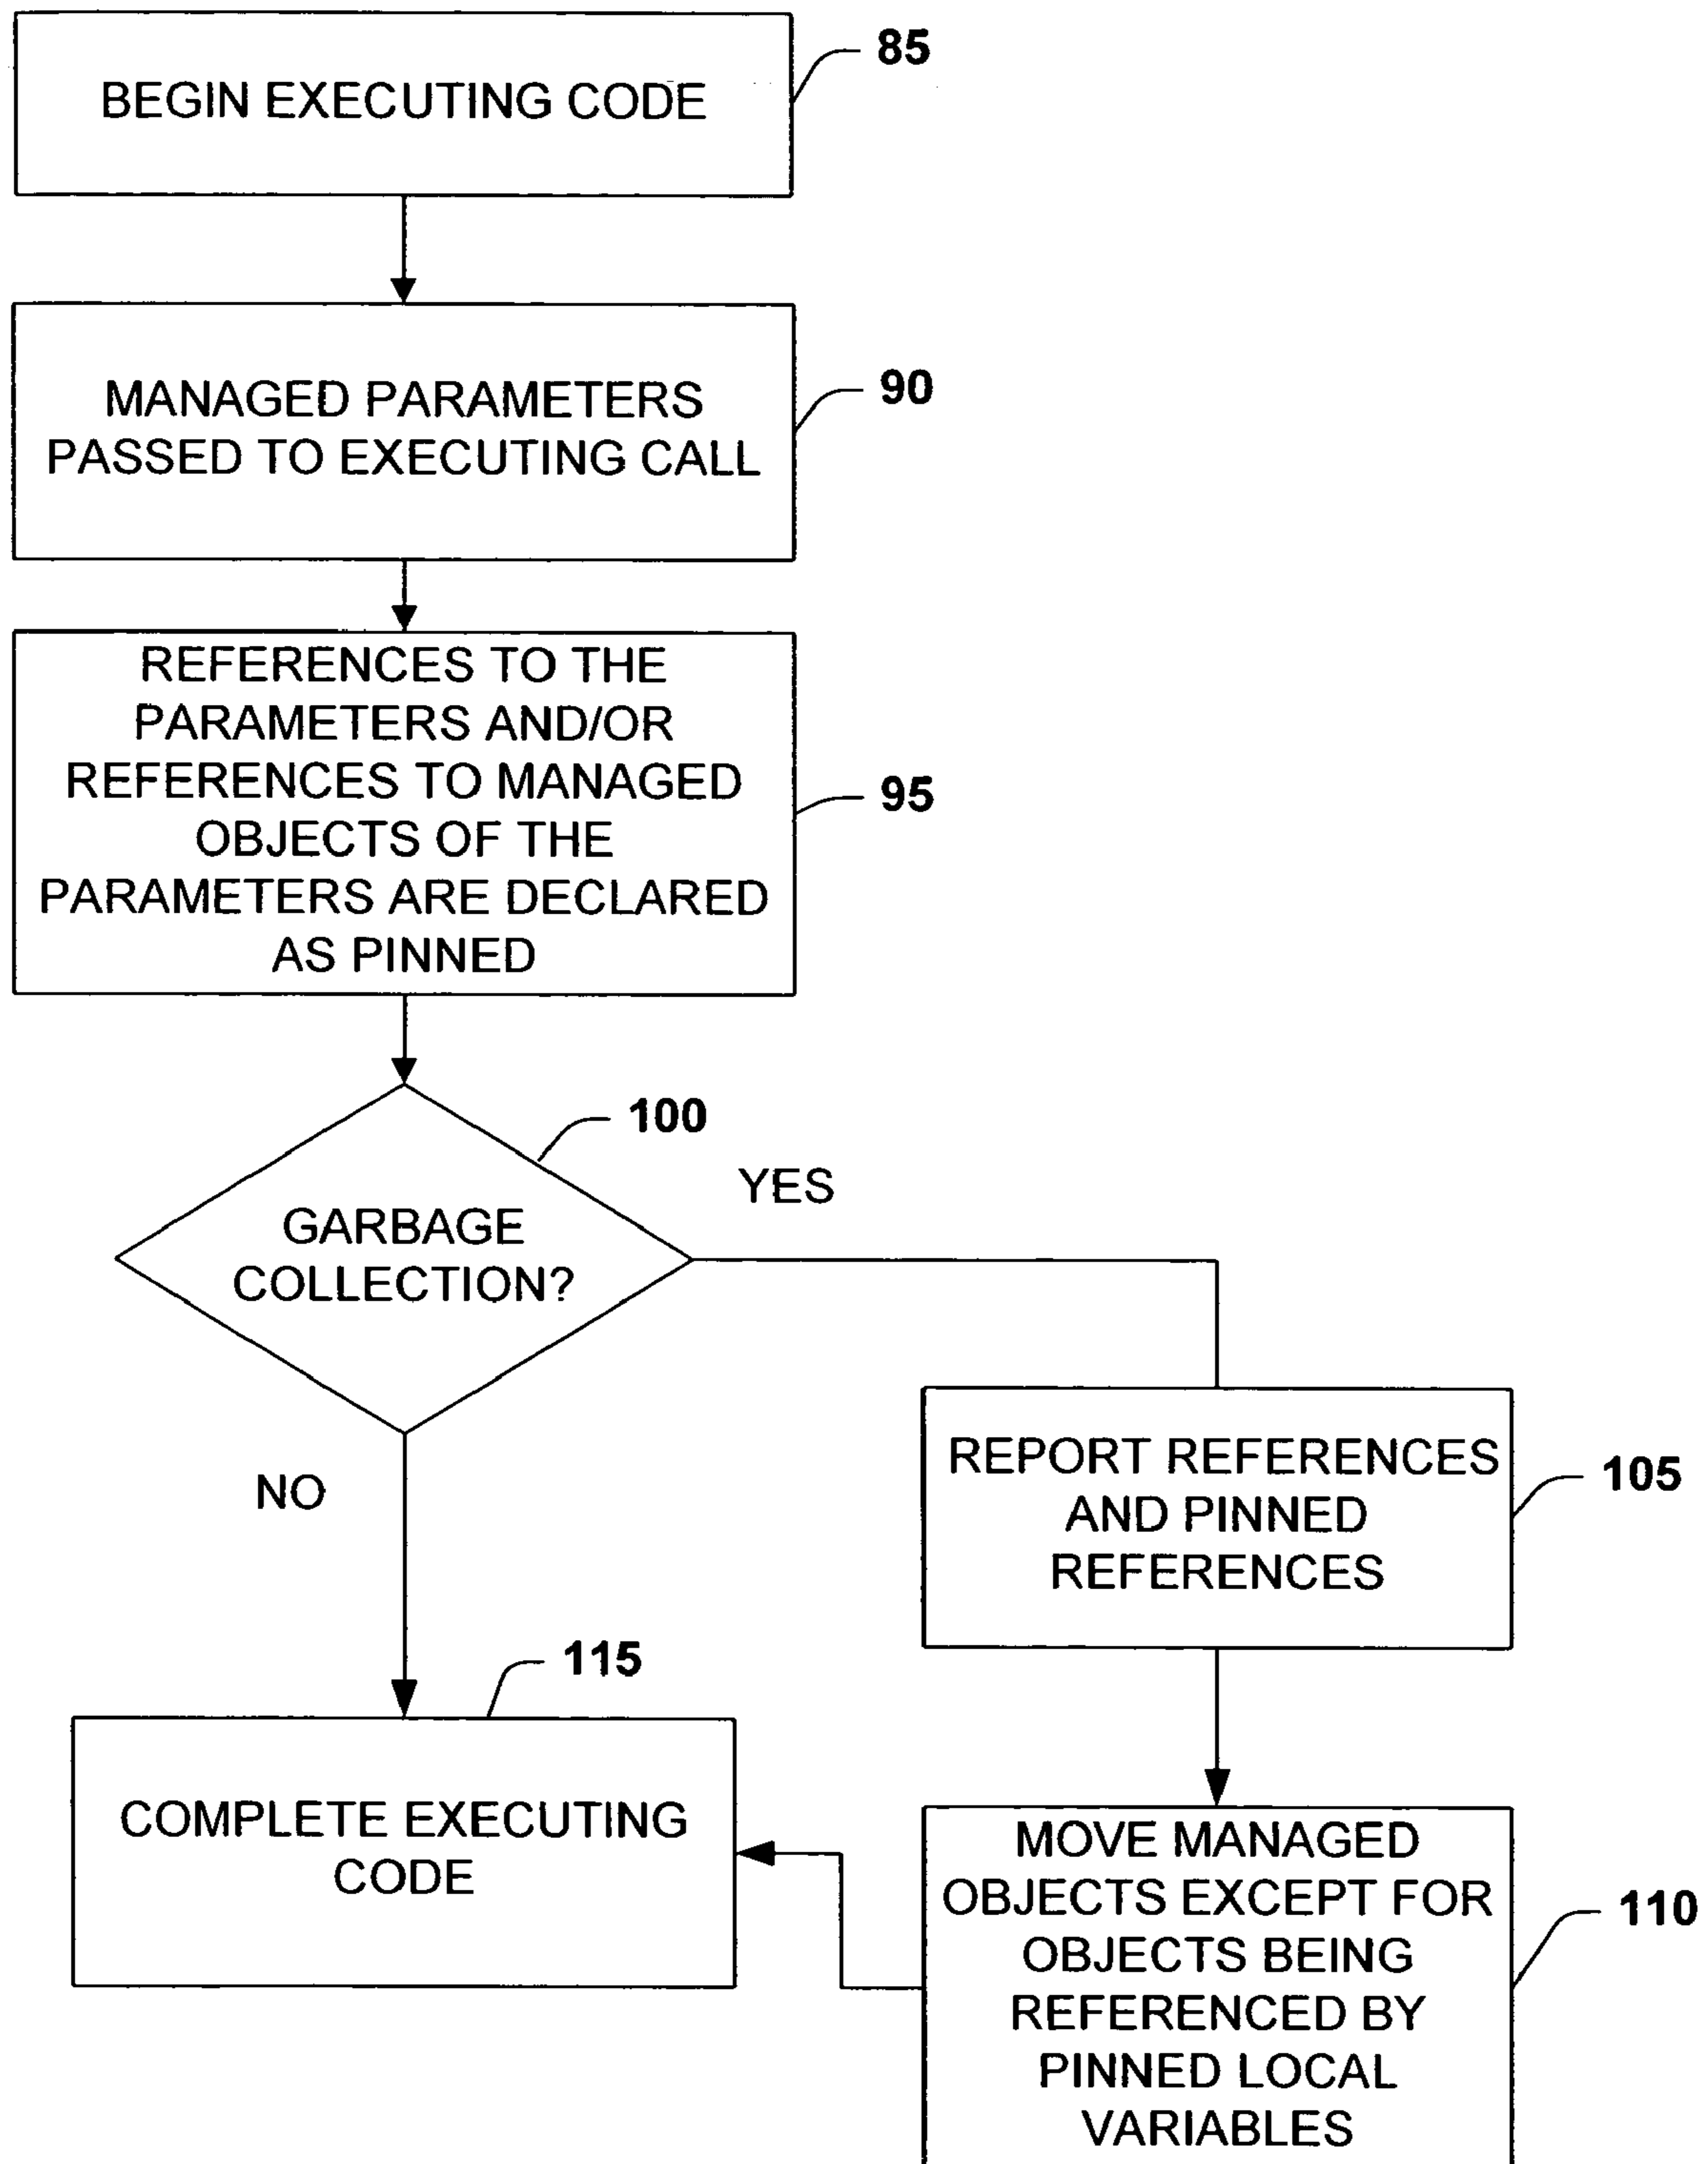 BEGIN EXECUTING CODE
85
MANAGED PARAMETERS
PASSED TO EXECUTING CALL
90
REFERENCES TO THE
PARAMETERS AND/OR
REFERENCES TO MANAGED
OBJECTS OF THE
PARAMETERS ARE DECLARED
AS PINNED
95
100
GARBAGE
COLLECTION?
YES
NO
REPORT REFERENCES
AND PINNED
REFERENCES
105
115
COMPLETE EXECUTING
CODE
MOVE MANAGED
OBJECTS EXCEPT FOR
OBJECTS BEING
REFERENCED BY
PINNED LOCAL
VARIABLES
110